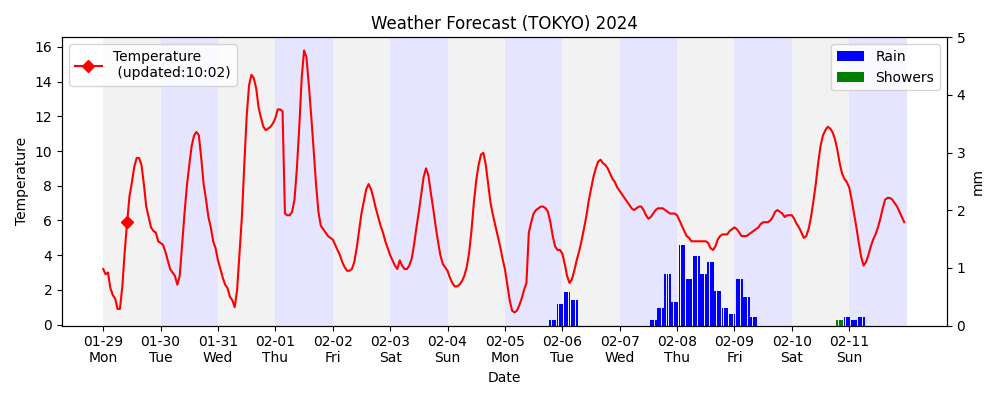 Weather Forecast (TOKYO) 2024
Temperature
(updated:10:02)
Rain
Showers
Temperature
16
14
12
10
8
6
4
2
0
5
4
3
2
1
0
mm
01-29 01-30 01-31 02-01 02-02 02-03 02-04 02-05 02-06 02-07 02-08 02-09 02-10 02-11
Mon Tue Wed Thu Fri Sat Sun Mon Tue Wed Thu Fri Sat Sun
Date